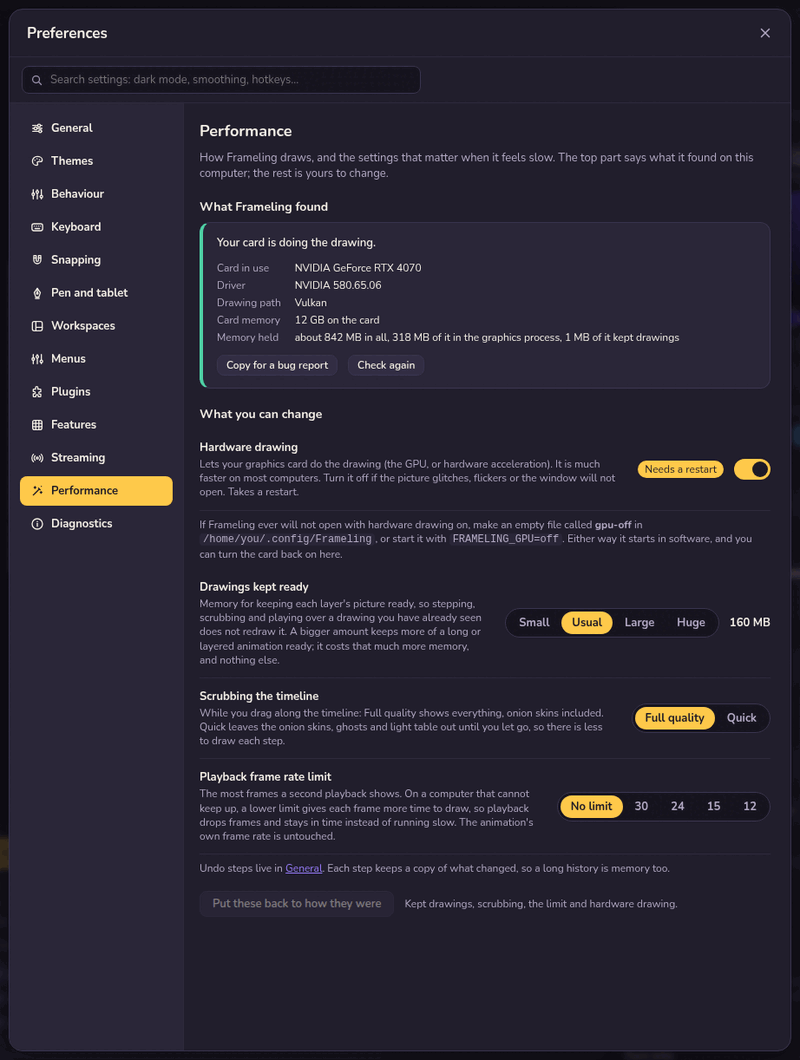 Preferences
Search settings: dark mode, smoothing, hotkeys...
General
Themes
Behaviour
Keyboard
Snapping
Pen and tablet
Workspaces
Menus
Plugins
Features
Streaming
Performance
Diagnostics
Performance
How Frameling draws, and the settings that matter when it feels slow. The top part says what it found on this
computer; the rest is yours to change.
What Frameling found
Your card is doing the drawing.
Card in use NVIDIA GeForce RTX 4070
Driver NVIDIA 580.65.06
Drawing path Vulkan
Card memory 12 GB on the card
Memory held about 842 MB in all, 318 MB of it in the graphics process, 1 MB of it kept drawings
Copy for a bug report Check again
What you can change
Hardware drawing
Lets your graphics card do the drawing (the GPU, or hardware acceleration). It is much
faster on most computers. Turn it off if the picture glitches, flickers or the window will not
open. Takes a restart.
Needs a restart
If Frameling ever will not open with hardware drawing on, make an empty file called gpu-off in
/home/you/.config/Frameling, or start it with FRAMELING_GPU=off. Either way it starts in software, and you
can turn the card back on here.
Drawings kept ready
Memory for keeping each layer's picture ready, so stepping,
scrubbing and playing over a drawing you have already seen
does not redraw it. A bigger amount keeps more of a long or
layered animation ready; it costs that much more memory,
and nothing else.
Small Usual Large Huge 160 MB
Scrubbing the timeline
While you drag along the timeline: Full quality shows everything, onion skins included.
Quick leaves the onion skins, ghosts and light table out until you let go, so there is less
to draw each step.
Full quality Quick
Playback frame rate limit
The most frames a second playback shows. On a computer that cannot
keep up, a lower limit gives each frame more time to draw, so playback
drops frames and stays in time instead of running slow. The animation's
own frame rate is untouched.
No limit 30 24 15 12
Undo steps live in General. Each step keeps a copy of what changed, so a long history is memory too.
Put these back to how they were Kept drawings, scrubbing, the limit and hardware drawing.